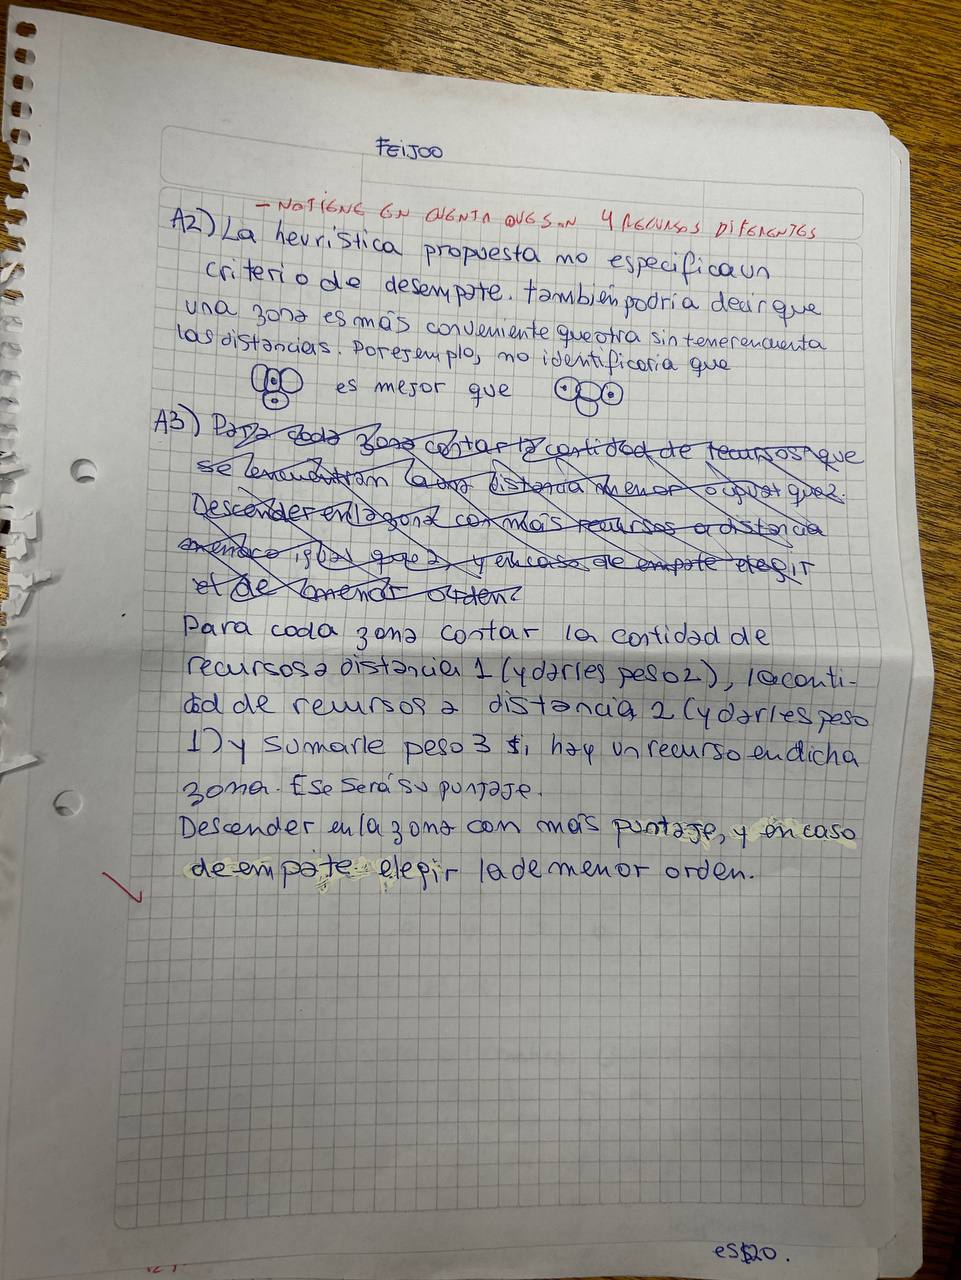 FEIJOO
- NO TIENE EN CUENTA QUE SON 4 RECURSOS DIFERENTES
A2) La heurística propuesta no especifica un
criterio de desempate. también podría decir que
una zona es más conveniente que otra sin tener en cuenta
las distancias. Por ejemplo, no identificaría que
es mejor que
A3) Para cada zona contar la cantidad de recursos que
se encuentran a una distancia menor o igual que 2.
Descender en la zona con más recursos a distancia
menor o igual que 2 y en caso de empate elegir
el de menor orden
Para cada zona contar la cantidad de
recursos a distancia 1 (y darles peso 2), la canti-
dad de recursos a distancia 2 (y darles peso
1) y sumarle peso 3 si hay un recurso en dicha
zona. Ese será su puntaje.
Descender en la zona con más puntaje, y en caso
de empate elegir la de menor orden.
es $20.